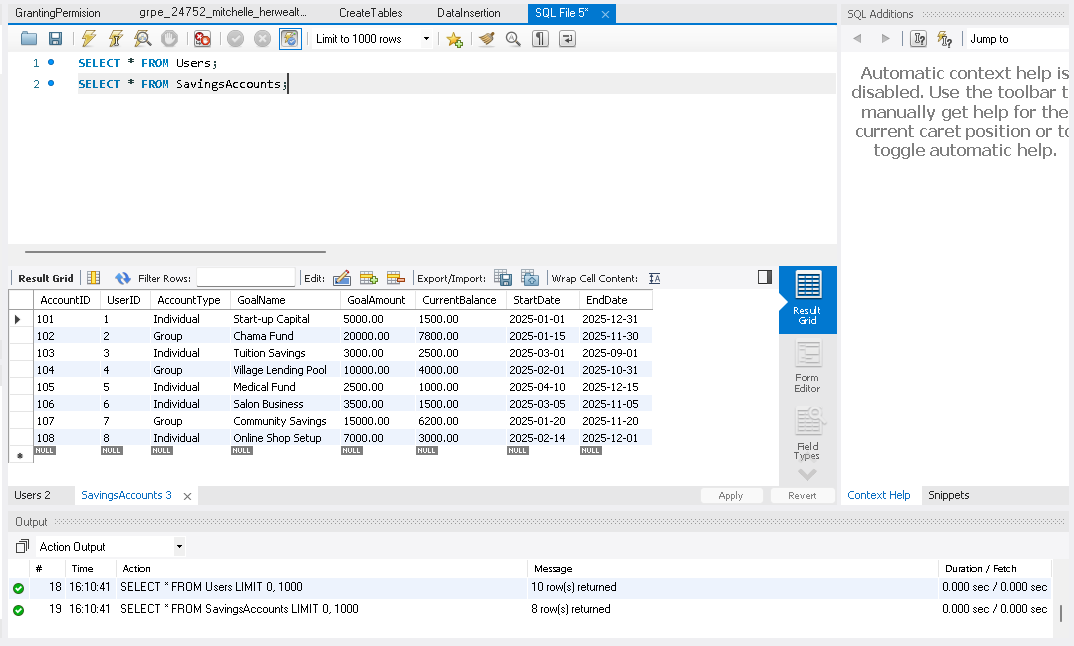 GrantingPermision grpe_24752_mitchelle_herwealt... CreateTables DataInsertion SQL File 5* SQL Additions
Limit to 1000 rows Jump to
1 SELECT * FROM Users;
2 SELECT * FROM SavingsAccounts;
Automatic context help is
disabled. Use the toolbar t
manually get help for the
current caret position or to
toggle automatic help.
Result Grid Filter Rows: Edit: Export/Import: Wrap Cell Content: IA
AccountID UserID AccountType GoalName GoalAmount CurrentBalance StartDate EndDate
101 1 Individual Start-up Capital 5000.00 1500.00 2025-01-01 2025-12-31
102 2 Group Chama Fund 20000.00 7800.00 2025-01-15 2025-11-30
103 3 Individual Tuition Savings 3000.00 2500.00 2025-03-01 2025-09-01
104 4 Group Village Lending Pool 10000.00 4000.00 2025-02-01 2025-10-31
105 5 Individual Medical Fund 2500.00 1000.00 2025-04-10 2025-12-15
106 6 Individual Salon Business 3500.00 1500.00 2025-03-05 2025-11-05
107 7 Group Community Savings 15000.00 6200.00 2025-01-20 2025-11-20
108 8 Individual Online Shop Setup 7000.00 3000.00 2025-02-14 2025-12-01
NULL NULL NULL NULL NULL NULL NULL NULL
Result
Grid
Form
Editor
Field
Types
Users 2 SavingsAccounts 3 Apply Revert Context Help Snippets
Output
Action Output
# Time Action Message Duration / Fetch
18 16:10:41 SELECT * FROM Users LIMIT 0, 1000 10 row(s) returned 0.000 sec / 0.000 sec
19 16:10:41 SELECT * FROM SavingsAccounts LIMIT 0, 1000 8 row(s) returned 0.000 sec / 0.000 sec